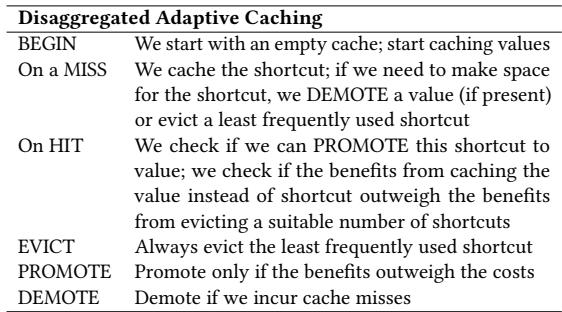 Disaggregated Adaptive Caching
BEGIN We start with an empty cache; start caching values
On a MISS We cache the shortcut; if we need to make space
for the shortcut, we DEMOTE a value (if present)
or evict a least frequently used shortcut
On HIT We check if we can PROMOTE this shortcut to
value; we check if the benefits from caching the
value instead of shortcut outweigh the benefits
from evicting a suitable number of shortcuts
EVICT Always evict the least frequently used shortcut
PROMOTE Promote only if the benefits outweigh the costs
DEMOTE Demote if we incur cache misses